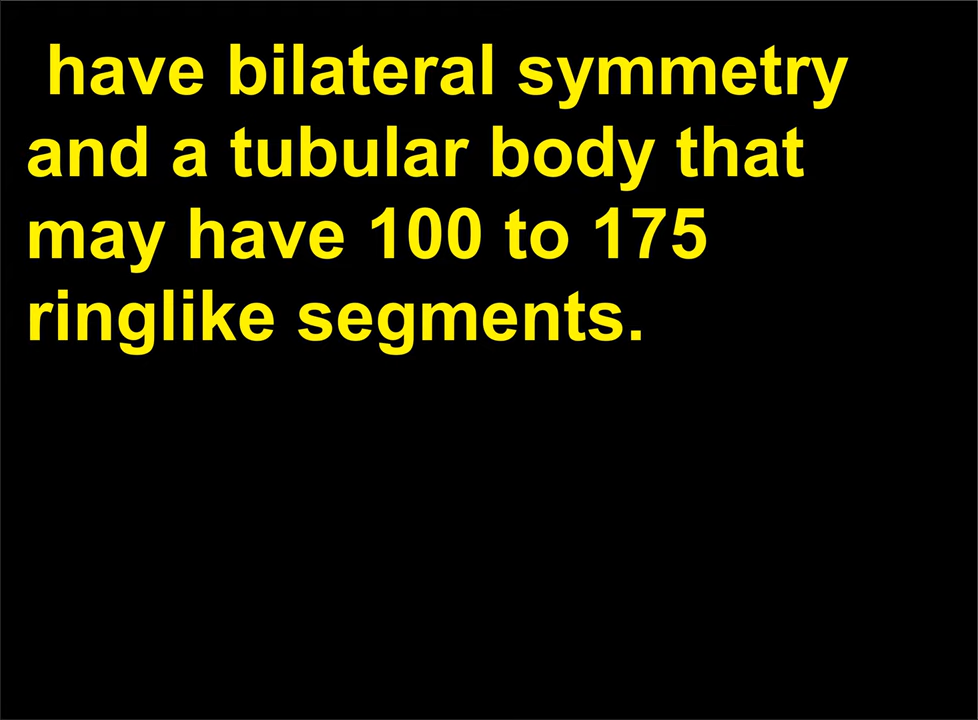 have bilateral symmetry
and a tubular body that
may have 100 to 175
ringlike segments.